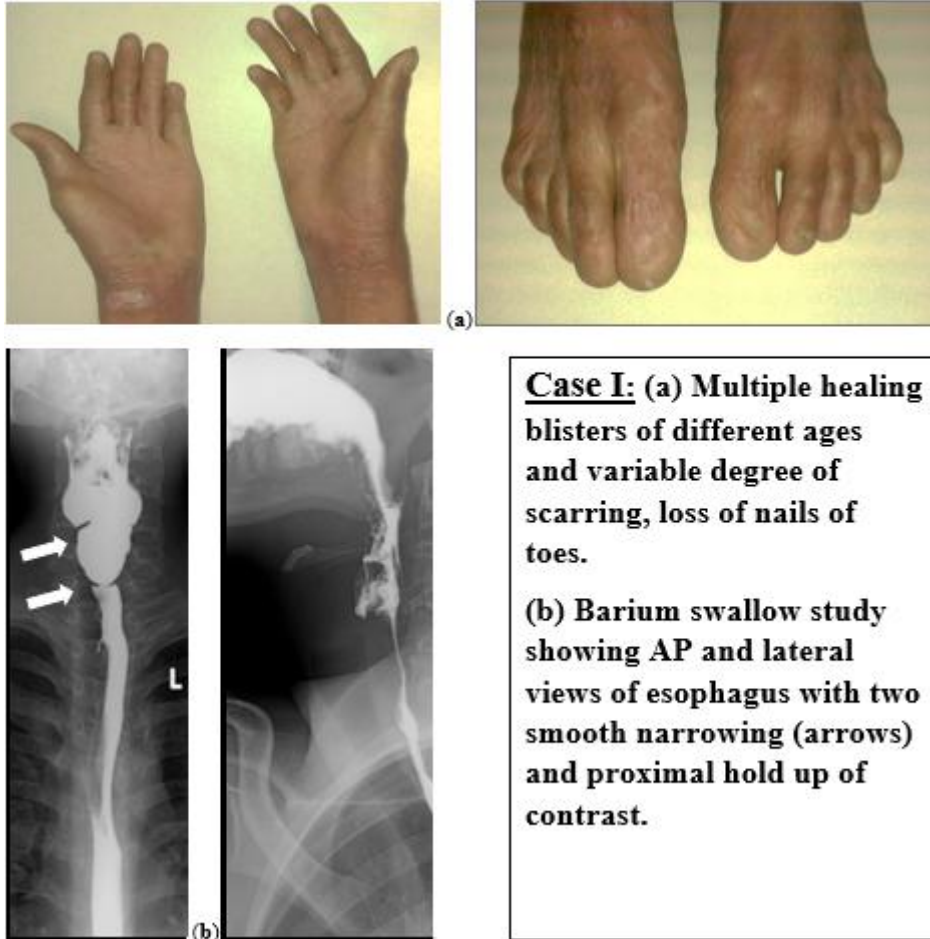 (a)
L
(b)
Case I: (a) Multiple healing
blisters of different ages
and variable degree of
scarring, loss of nails of
toes.
(b) Barium swallow study
showing AP and lateral
views of esophagus with two
smooth narrowing (arrows)
and proximal hold up of
contrast.